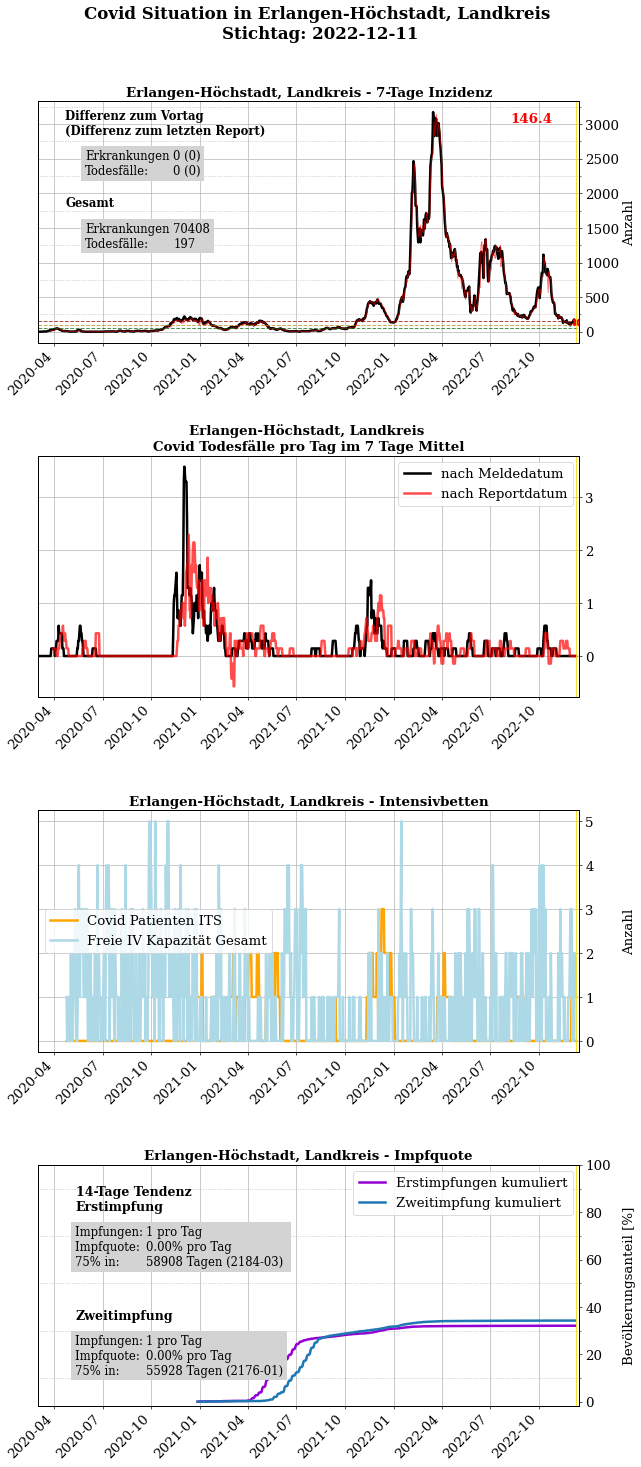 Covid Situation in Erlangen-Höchstadt, Landkreis
Stichtag: 2022-12-11
Erlangen-Höchstadt, Landkreis - 7-Tage Inzidenz
Differenz zum Vortag
(Differenz zum letzten Report)
Erkrankungen 0 (0)
Todesfälle: 0 (0)
Gesamt
Erkrankungen 70408
Todesfälle: 197
146.4
3000
2500
2000
1500
1000
500
0
Anzahl
2020-04 2020-07 2020-10 2021-01 2021-04 2021-07 2021-10 2022-01 2022-04 2022-07 2022-10
Erlangen-Höchstadt, Landkreis
Covid Todesfälle pro Tag im 7 Tage Mittel
nach Meldedatum
nach Reportdatum
3
2
1
0
2020-04 2020-07 2020-10 2021-01 2021-04 2021-07 2021-10 2022-01 2022-04 2022-07 2022-10
Erlangen-Höchstadt, Landkreis - Intensivbetten
Covid Patienten ITS
Freie IV Kapazität Gesamt
5
4
3
2
1
0
Anzahl
2020-04 2020-07 2020-10 2021-01 2021-04 2021-07 2021-10 2022-01 2022-04 2022-07 2022-10
Erlangen-Höchstadt, Landkreis - Impfquote
14-Tage Tendenz
Erstimpfung
Impfungen: 1 pro Tag
Impfquote: 0.00% pro Tag
75% in: 58908 Tagen (2184-03)
Zweitimpfung
Impfungen: 1 pro Tag
Impfquote: 0.00% pro Tag
75% in: 55928 Tagen (2176-01)
Erstimpfungen kumuliert
Zweitimpfung kumuliert
100
80
60
40
20
0
Bevölkerungsanteil [%]
2020-04 2020-07 2020-10 2021-01 2021-04 2021-07 2021-10 2022-01 2022-04 2022-07 2022-10